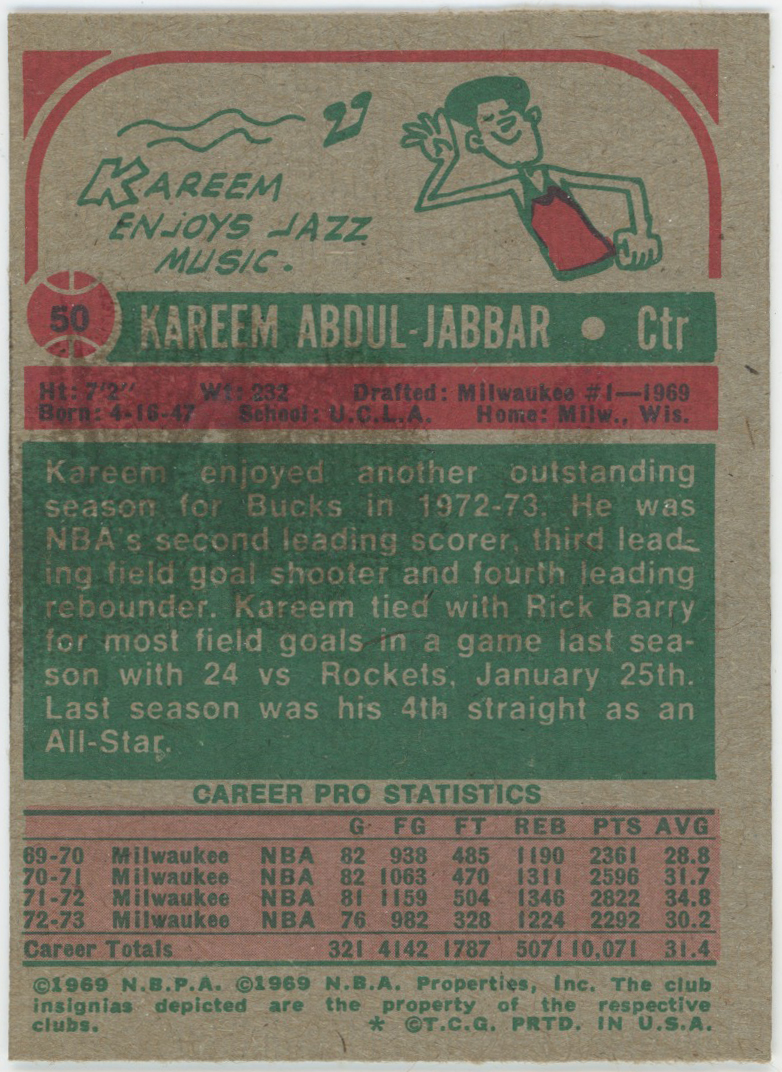 KAREEM
ENJOYS JAZZ
MUSIC.
50 KAREEM ABDUL-JABBAR • Ctr
Ht: 7'2" Wt: 232 Drafted: Milwaukee #1—1969
Born: 4-16-47 School: U.C.L.A. Home: Milw., Wis.
Kareem enjoyed another outstanding
season for Bucks in 1972-73. He was
NBA's second leading scorer, third lead-
ing field goal shooter and fourth leading
rebounder. Kareem tied with Rick Barry
for most field goals in a game last sea-
son with 24 vs Rockets, January 25th.
Last season was his 4th straight as an
All-Star.
CAREER PRO STATISTICS
G FG FT REB PTS AVG
69-70 Milwaukee NBA 82 938 485 1190 2361 28.8
70-71 Milwaukee NBA 82 1063 470 1311 2596 31.7
71-72 Milwaukee NBA 81 1159 504 1346 2822 34.8
72-73 Milwaukee NBA 76 982 328 1224 2292 30.2
Career Totals 321 4142 1787 5071 10,071 31.4
©1969 N.B.P.A. ©1969 N.B.A. Properties, Inc. The club
insignias depicted are the property of the respective
clubs. * ©T.C.G. PRTD. IN U.S.A.